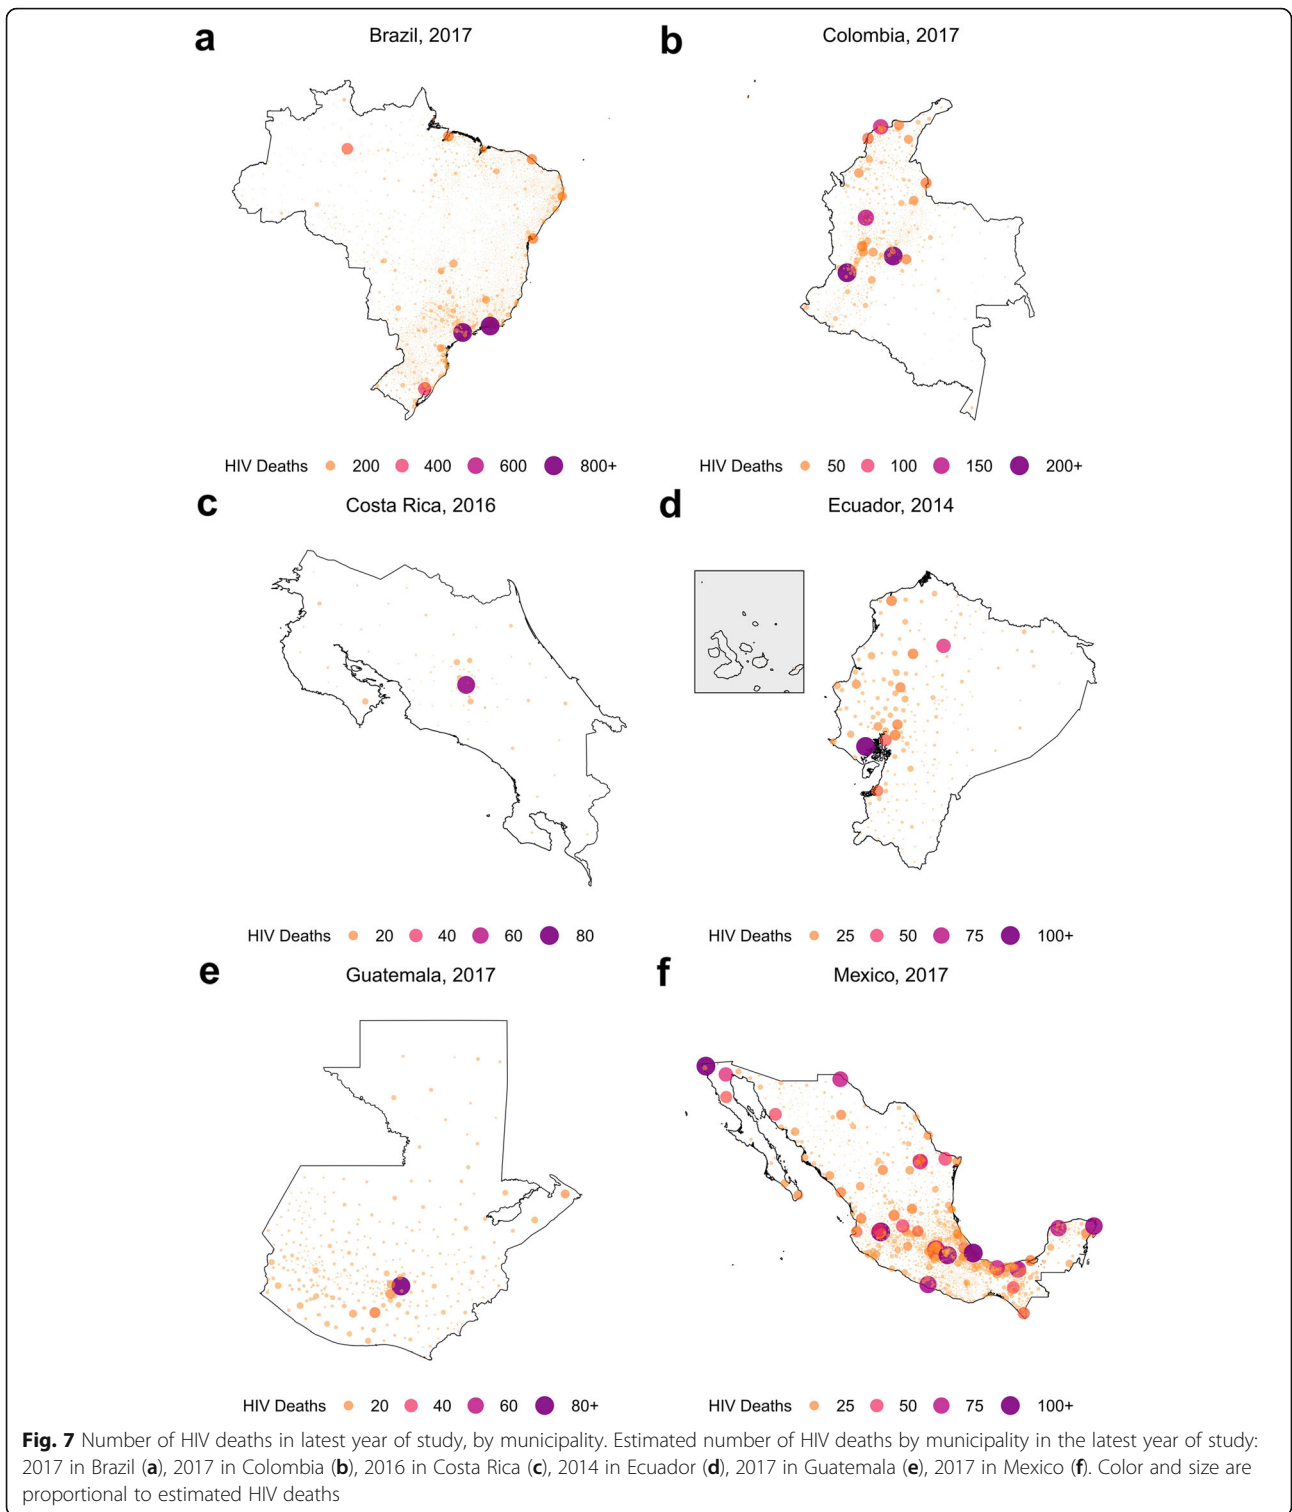 a Brazil, 2017
b Colombia, 2017
HIV Deaths 200 400 600 800+
HIV Deaths 50 100 150 200+
c Costa Rica, 2016
d Ecuador, 2014
HIV Deaths 20 40 60 80
HIV Deaths 25 50 75 100+
e Guatemala, 2017
f Mexico, 2017
HIV Deaths 20 40 60 80+
HIV Deaths 25 50 75 100+
Fig. 7 Number of HIV deaths in latest year of study, by municipality. Estimated number of HIV deaths by municipality in the latest year of study:
2017 in Brazil (a), 2017 in Colombia (b), 2016 in Costa Rica (c), 2014 in Ecuador (d), 2017 in Guatemala (e), 2017 in Mexico (f). Color and size are
proportional to estimated HIV deaths